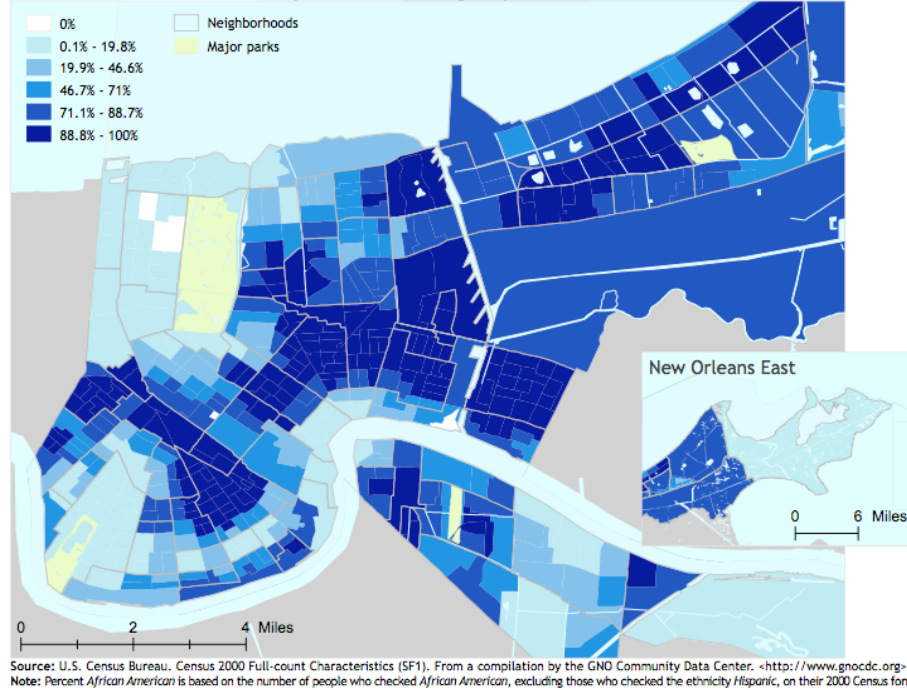 0%
0.1% - 19.8%
19.9% - 46.6%
46.7% - 71%
71.1% - 88.7%
88.8% - 100%
Neighborhoods
Major parks
New Orleans East
0 6 Miles
0 2 4 Miles
Source: U.S. Census Bureau. Census 2000 Full-count Characteristics (SF1). From a compilation by the GNO Community Data Center. <http://www.gnocdc.org>
Note: Percent African American is based on the number of people who checked African American, excluding those who checked the ethnicity Hispanic, on their 2000 Census for